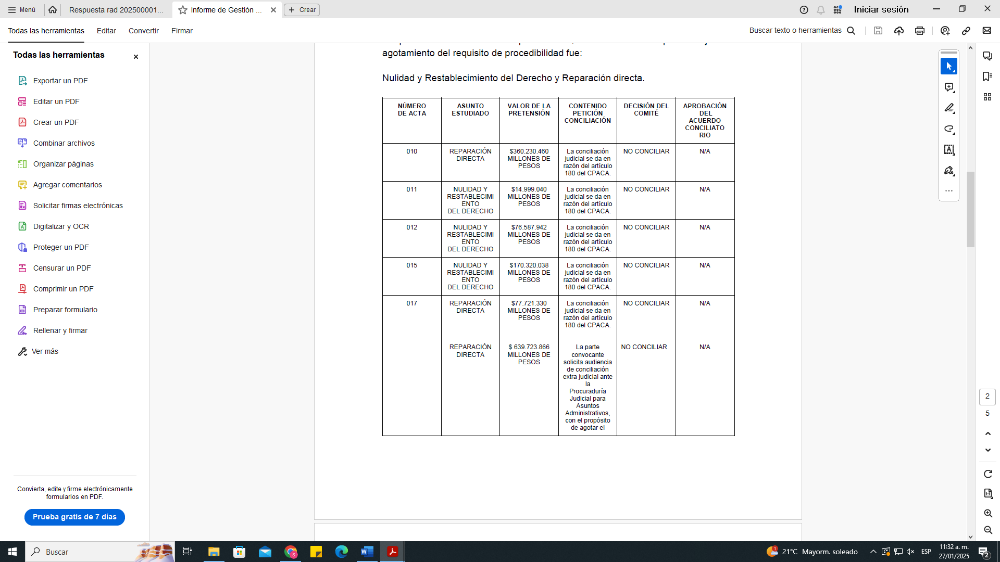 Menú
Respuesta rad 202500001...
Informe de Gestión ...
Crear
Iniciar sesión
Todas las herramientas
Editar
Convertir
Firmar
Buscar texto o herramientas
Todas las herramientas
Exportar un PDF
Editar un PDF
Crear un PDF
Combinar archivos
Organizar páginas
Agregar comentarios
Solicitar firmas electrónicas
Digitalizar y OCR
Proteger un PDF
Censurar un PDF
Comprimir un PDF
Preparar formulario
Rellenar y firmar
Ver más
Convierta, edite y firme electrónicamente
formularios en PDF.
Prueba gratis de 7 días
agotamiento del requisito de procedibilidad fue:
Nulidad y Restablecimiento del Derecho y Reparación directa.
NÚMERO
DE ACTA
ASUNTO
ESTUDIADO
VALOR DE LA
PRETENSIÓN
CONTENIDO
PETICIÓN
CONCILIACIÓN
DECISIÓN DEL
COMITÉ
APROBACIÓN
DEL
ACUERDO
CONCILIATO
RIO
010
REPARACIÓN
DIRECTA
$360.230.460
MILLONES DE
PESOS
La conciliación
judicial se da en
razón del artículo
180 del CPACA.
NO CONCILIAR
N/A
011
NULIDAD Y
RESTABLECIMI
ENTO
DEL DERECHO
$14.999.040
MILLONES DE
PESOS
La conciliación
judicial se da en
razón del artículo
180 del CPACA.
NO CONCILIAR
N/A
012
NULIDAD Y
RESTABLECIMI
ENTO
DEL DERECHO
$76.587.942
MILLONES DE
PESOS
La conciliación
judicial se da en
razón del artículo
180 del CPACA.
NO CONCILIAR
N/A
015
NULIDAD Y
RESTABLECIMI
ENTO
DEL DERECHO
$170.320.038
MILLONES DE
PESOS
La conciliación
judicial se da en
razón del artículo
180 del CPACA.
NO CONCILIAR
N/A
017
REPARACIÓN
DIRECTA
$77.721.330
MILLONES DE
PESOS
La conciliación
judicial se da en
razón del artículo
180 del CPACA.
NO CONCILIAR
N/A
REPARACIÓN
DIRECTA
$ 639.723.866
MILLONES DE
PESOS
La parte
convocante
solicita audiencia
de conciliación
extra judicial ante
la
Procuraduría
Judicial para
Asuntos
Administrativos,
con el propósito
de agotar el
NO CONCILIAR
N/A
2
5
Buscar
21°C Mayorm. soleado
ESP
11:32 a. m.
27/01/2025
2